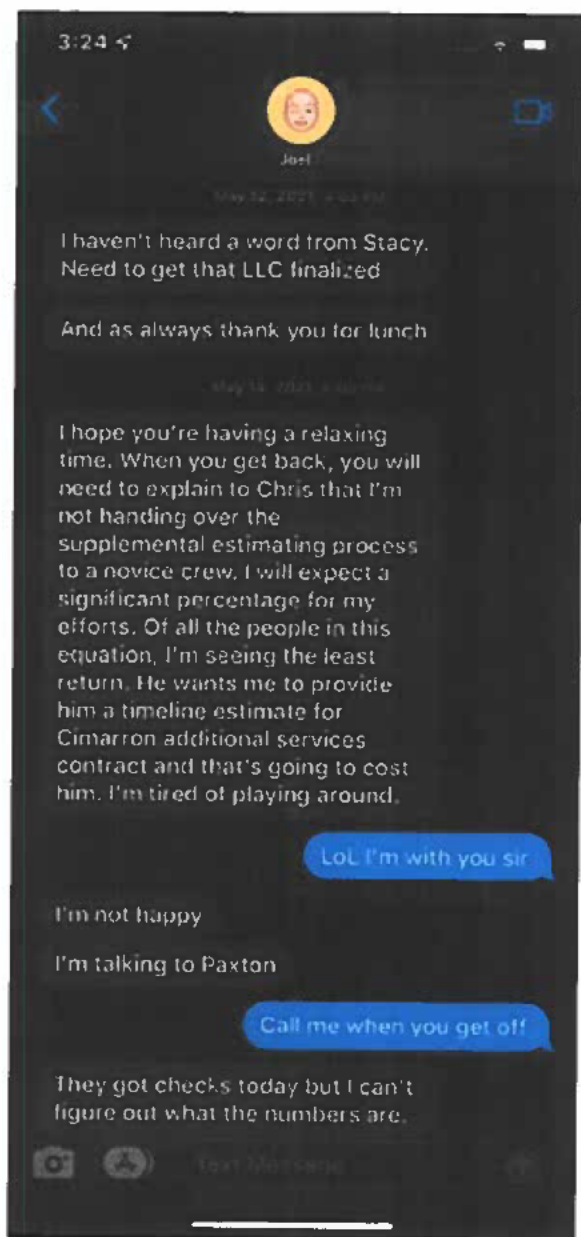 3:24
Joel
May 12, 2021,
I haven't heard a word from Stacy.
Need to get that LLC finalized
And as always thank you for lunch
May 14, 2021,
I hope you're having a relaxing
time. When you get back, you will
need to explain to Chris that I'm
not handing over the
supplemental estimating process
to a novice crew. I will expect a
significant percentage for my
efforts. Of all the people in this
equation, I'm seeing the least
return. He wants me to provide
him a timeline estimate for
Cimarron additional services
contract and that's going to cost
him. I'm tired of playing around.
LoL I'm with you sir
I'm not happy
I'm talking to Paxton
Call me when you get off
They got checks today but I can't
figure out what the numbers are.
Text Message